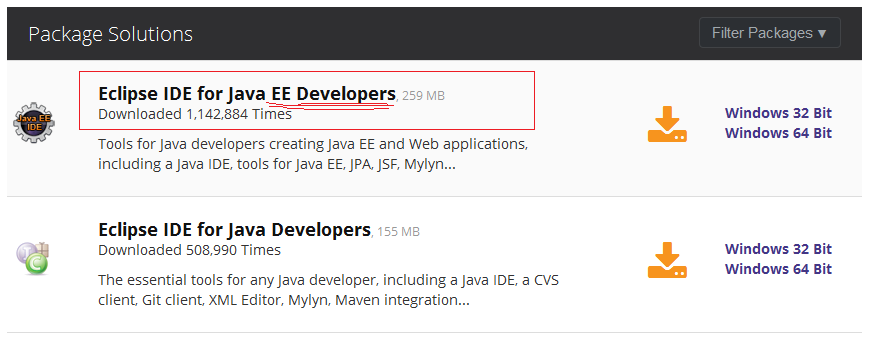 Package Solutions
Filter Packages ▼
Java EE
IDE
Eclipse IDE for Java EE Developers, 259 MB
Downloaded 1,142,884 Times
Tools for Java developers creating Java EE and Web applications,
including a Java IDE, tools for Java EE, JPA, JSF, Mylyn...
Windows 32 Bit
Windows 64 Bit
Eclipse IDE for Java Developers, 155 MB
Downloaded 508,990 Times
The essential tools for any Java developer, including a Java IDE, a CVS
client, Git client, XML Editor, Mylyn, Maven integration...
Windows 32 Bit
Windows 64 Bit